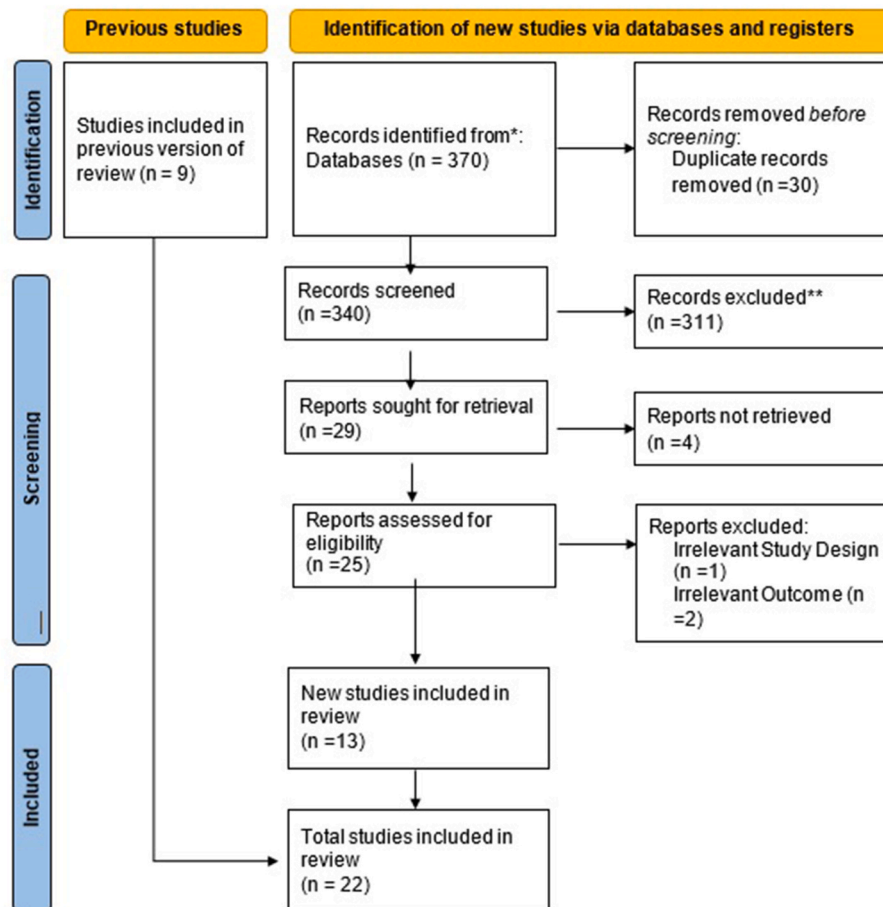 Previous studies
Identification of new studies via databases and registers
Identification
Studies included in
previous version of
review (n = 9)
Records identified from*:
Databases (n = 370)
Records removed before
screening:
Duplicate records
removed (n =30)
Screening
Records screened
(n =340)
Records excluded**
(n =311)
Reports sought for retrieval
(n =29)
Reports not retrieved
(n =4)
Reports assessed for
eligibility
(n =25)
Reports excluded:
Irrelevant Study Design
(n =1)
Irrelevant Outcome (n
=2)
Included
New studies included in
review
(n =13)
Total studies included in
review
(n = 22)